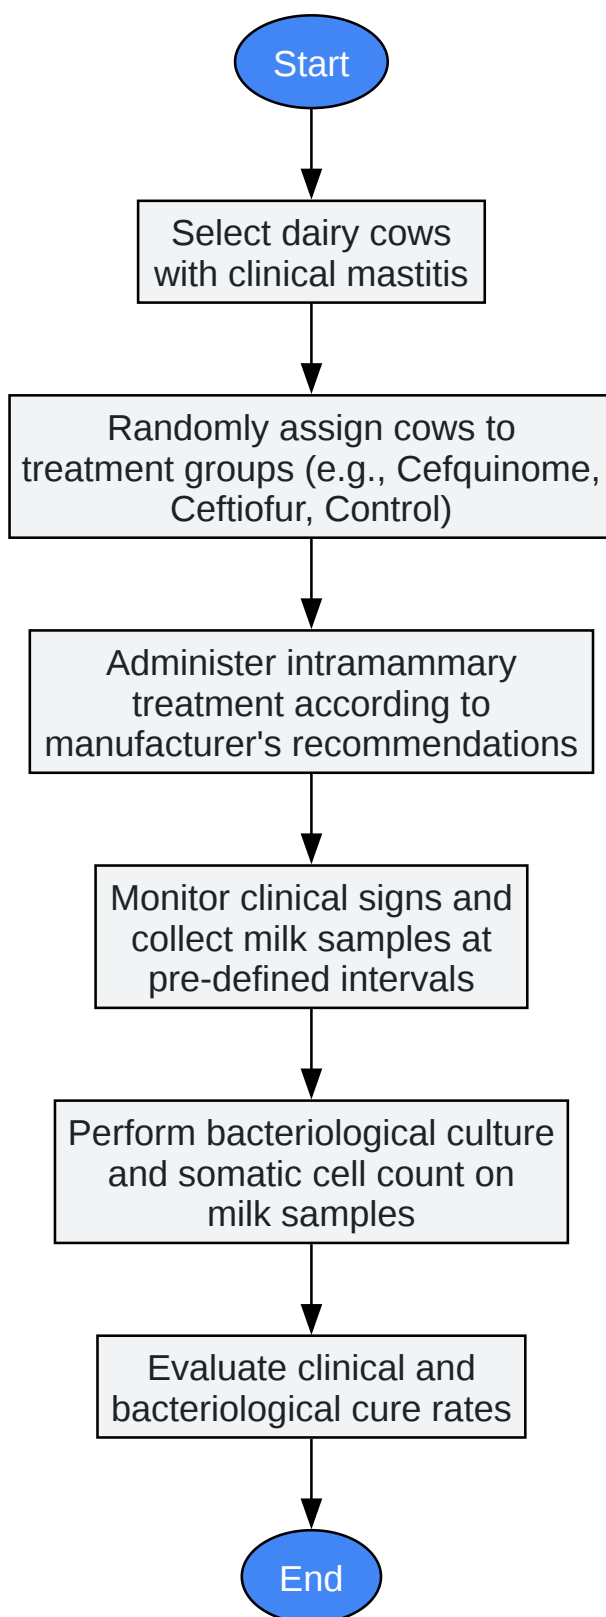 Start
Select dairy cows
with clinical mastitis
Randomly assign cows to
treatment groups (e.g., Cefquinome,
Ceftiofur, Control)
Administer intramammary
treatment according to
manufacturer's recommendations
Monitor clinical signs and
collect milk samples at
pre-defined intervals
Perform bacteriological culture
and somatic cell count on
milk samples
Evaluate clinical and
bacteriological cure rates
End